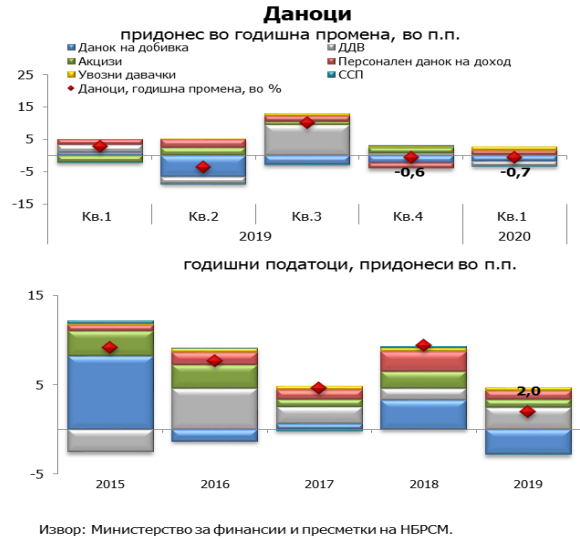 Даноци
придонес во годишна промена, во п.п.
Данок на добивка
ДДВ
Акцизи
Персонален данок на доход
Увозни давачки
ССП
Даноци, годишна промена, во %
25
15
5
-5
-15
-0,6
-0,7
Кв.1 Кв.2 Кв.3 Кв.4 Кв.1
2019 2020
годишни податоци, придонеси во п.п.
15
5
-5
2,0
2015 2016 2017 2018 2019
Извор: Министерство за финансии и пресметки на НБРСМ.